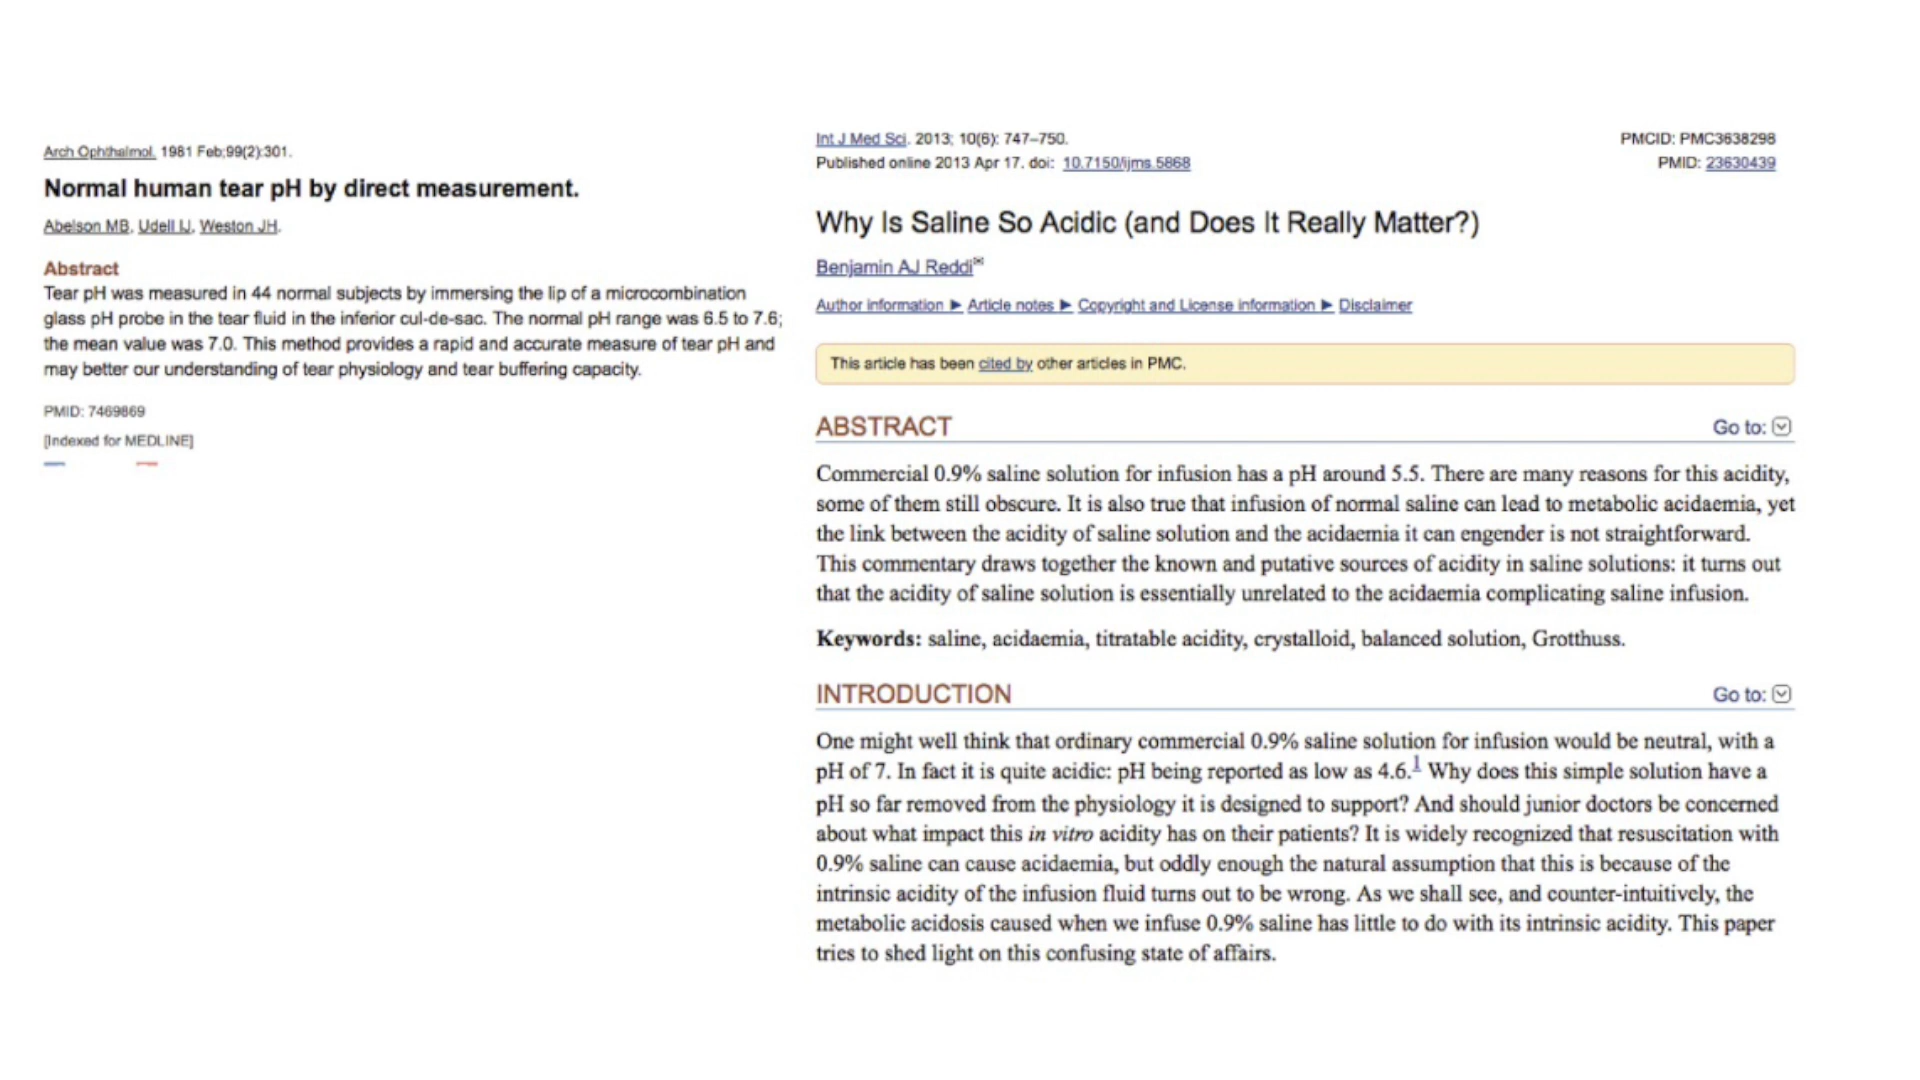 Arch Ophthalmol. 1981 Feb;99(2):301.
Normal human tear pH by direct measurement.
Abelson MB, Udell IJ, Weston JH.
Abstract
Tear pH was measured in 44 normal subjects by immersing the lip of a microcombination
glass pH probe in the tear fluid in the inferior cul-de-sac. The normal pH range was 6.5 to 7.6;
the mean value was 7.0. This method provides a rapid and accurate measure of tear pH and
may better our understanding of tear physiology and tear buffering capacity.
PMID: 7469869
[Indexed for MEDLINE]
Int J Med Sci. 2013; 10(6): 747–750.
PMCID: PMC3638298
Published online 2013 Apr 17. doi: 10.7150/ijms.5868
PMID: 23630439
Why Is Saline So Acidic (and Does It Really Matter?)
Benjamin AJ Reddi✉
Author information ▶ Article notes ▶ Copyright and License information ▶ Disclaimer
This article has been cited by other articles in PMC.
ABSTRACT
Go to:
Commercial 0.9% saline solution for infusion has a pH around 5.5. There are many reasons for this acidity,
some of them still obscure. It is also true that infusion of normal saline can lead to metabolic acidaemia, yet
the link between the acidity of saline solution and the acidaemia it can engender is not straightforward.
This commentary draws together the known and putative sources of acidity in saline solutions: it turns out
that the acidity of saline solution is essentially unrelated to the acidaemia complicating saline infusion.
Keywords: saline, acidaemia, titratable acidity, crystalloid, balanced solution, Grotthuss.
INTRODUCTION
Go to:
One might well think that ordinary commercial 0.9% saline solution for infusion would be neutral, with a
pH of 7. In fact it is quite acidic: pH being reported as low as 4.6.1 Why does this simple solution have a
pH so far removed from the physiology it is designed to support? And should junior doctors be concerned
about what impact this in vitro acidity has on their patients? It is widely recognized that resuscitation with
0.9% saline can cause acidaemia, but oddly enough the natural assumption that this is because of the
intrinsic acidity of the infusion fluid turns out to be wrong. As we shall see, and counter-intuitively, the
metabolic acidosis caused when we infuse 0.9% saline has little to do with its intrinsic acidity. This paper
tries to shed light on this confusing state of affairs.